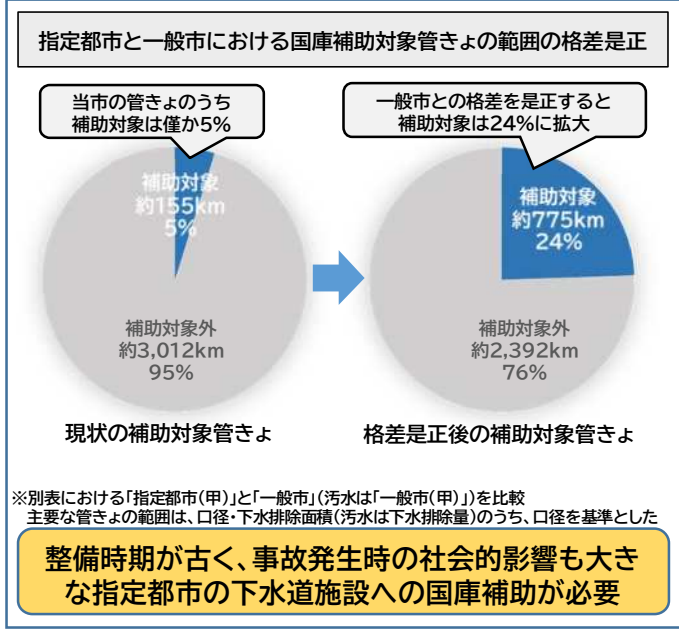 指定都市と一般市における国庫補助対象管きょの範囲の格差是正
当市の管きょのうち
補助対象は僅か5%
一般市との格差を是正すると
補助対象は24%に拡大
補助対象
約155km
5%
補助対象外
約3,012km
95%
補助対象
約775km
24%
補助対象外
約2,392km
76%
現状の補助対象管きょ
格差是正後の補助対象管きょ
※別表における「指定都市(甲)」と「一般市」(汚水は「一般市(甲)」)を比較
主要な管きょの範囲は、口径・下水排除面積(汚水は下水排除量)のうち、口径を基準とした
整備時期が古く、事故発生時の社会的影響も大き
な指定都市の下水道施設への国庫補助が必要